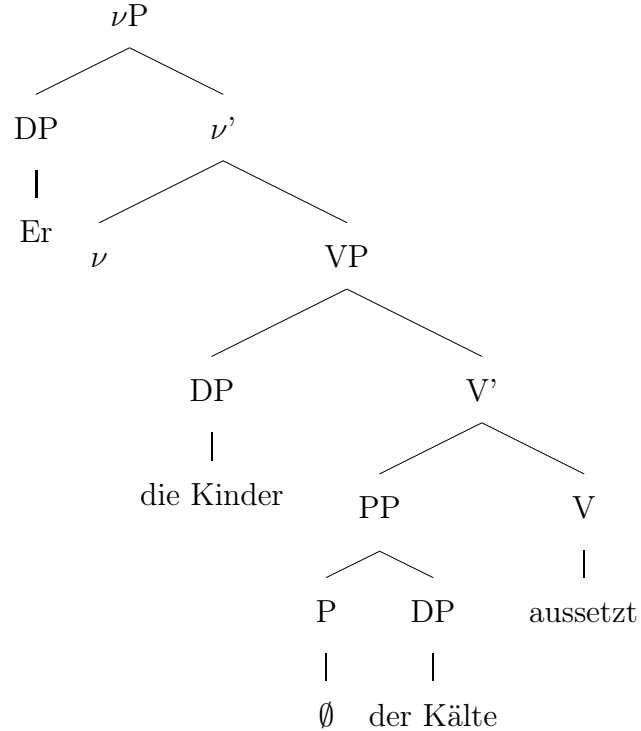 νP
DP ν’
Er ν VP
DP V’
die Kinder PP V
P DP aussetzt
∅ der Kälte